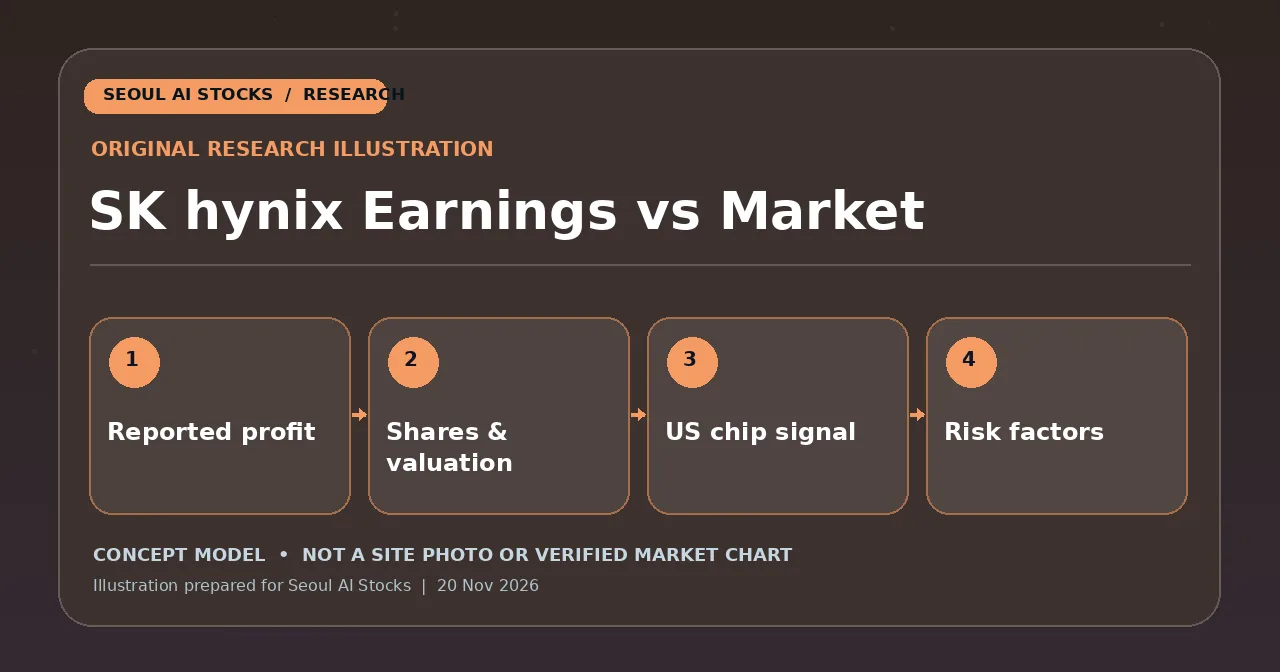 SEOUL AI STOCKS / RESEARCH
ORIGINAL RESEARCH ILLUSTRATION
SK hynix Earnings vs Market
1
Reported profit
2
Shares &
valuation
3
US chip signal
4
Risk factors
CONCEPT MODEL • NOT A SITE PHOTO OR VERIFIED MARKET CHART
Illustration prepared for Seoul AI Stocks | 20 Nov 2026